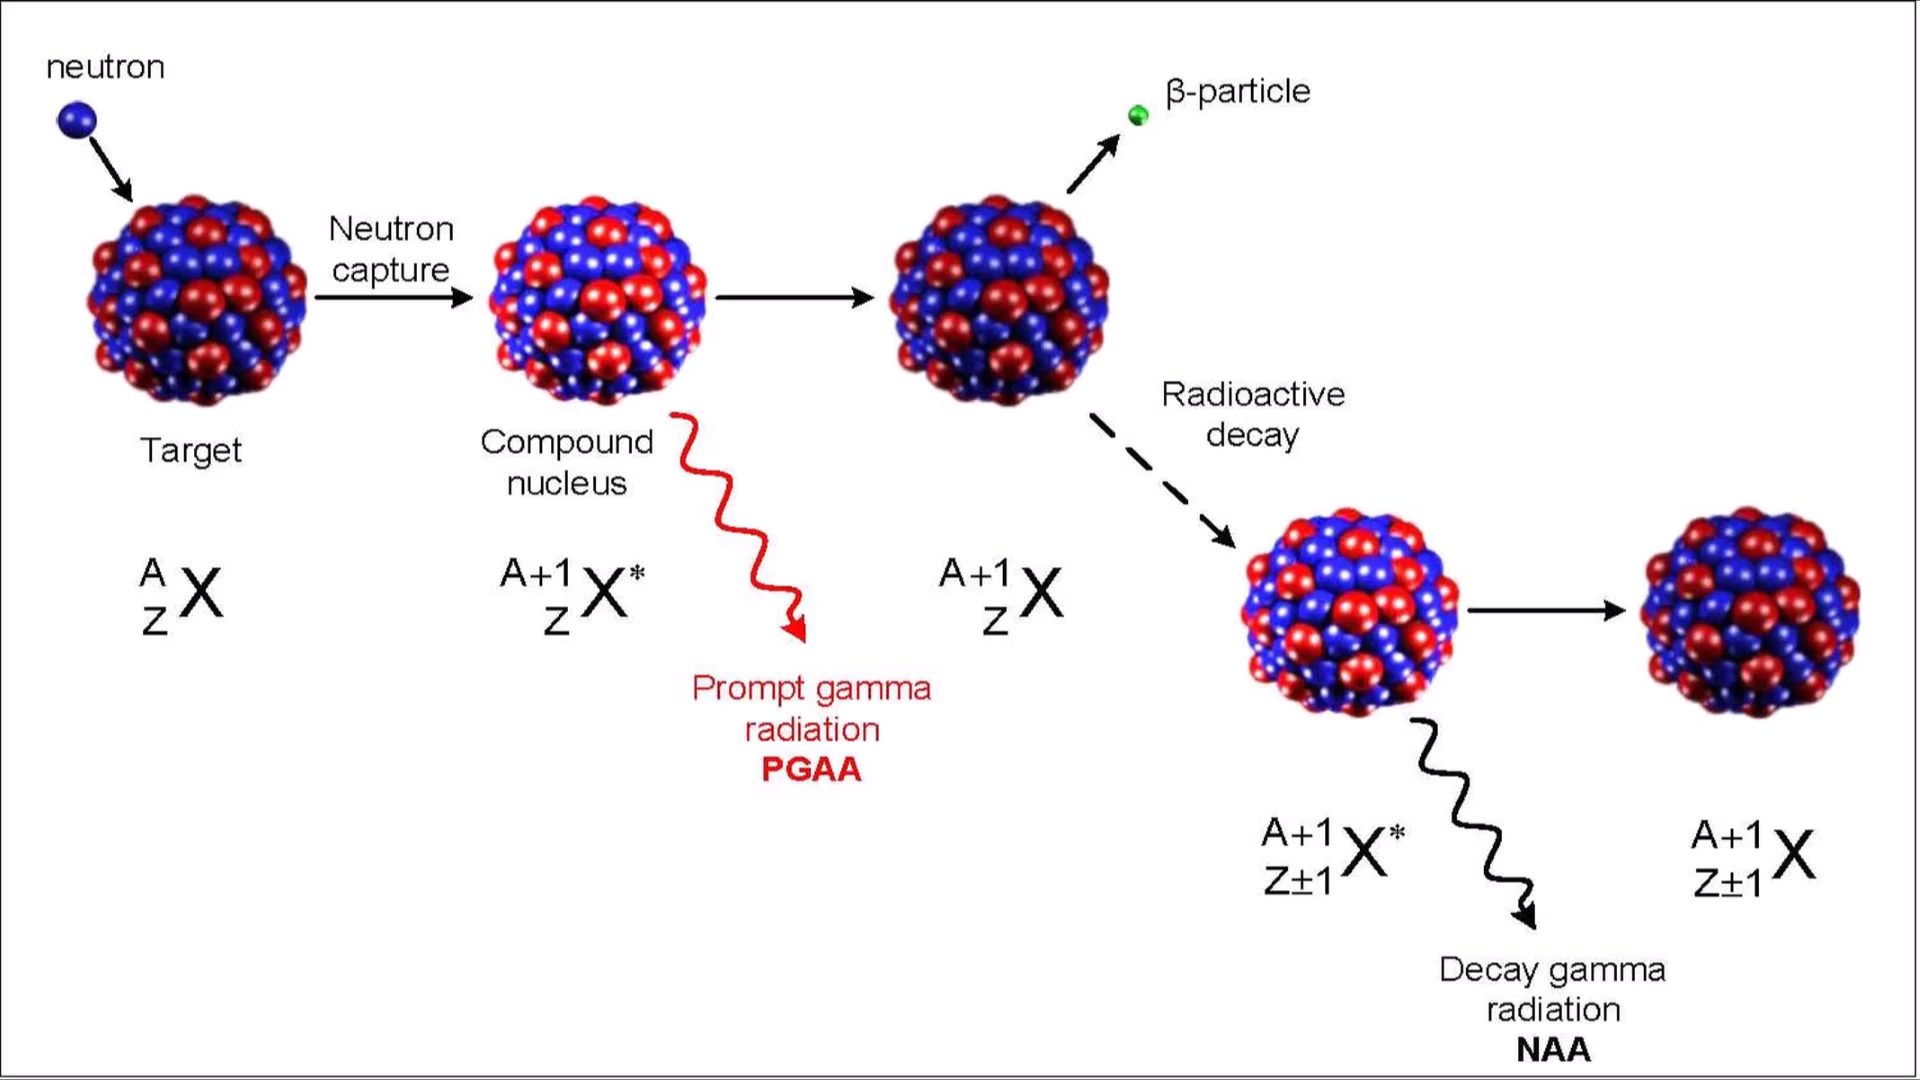 neutron
β-particle
Neutron
capture
Radioactive
decay
Target
Compound
nucleus
A
Z X
A+1
Z X*
A+1
Z X
Prompt gamma
radiation
PGAA
A+1
Z±1 X*
A+1
Z±1 X
Decay gamma
radiation
NAA